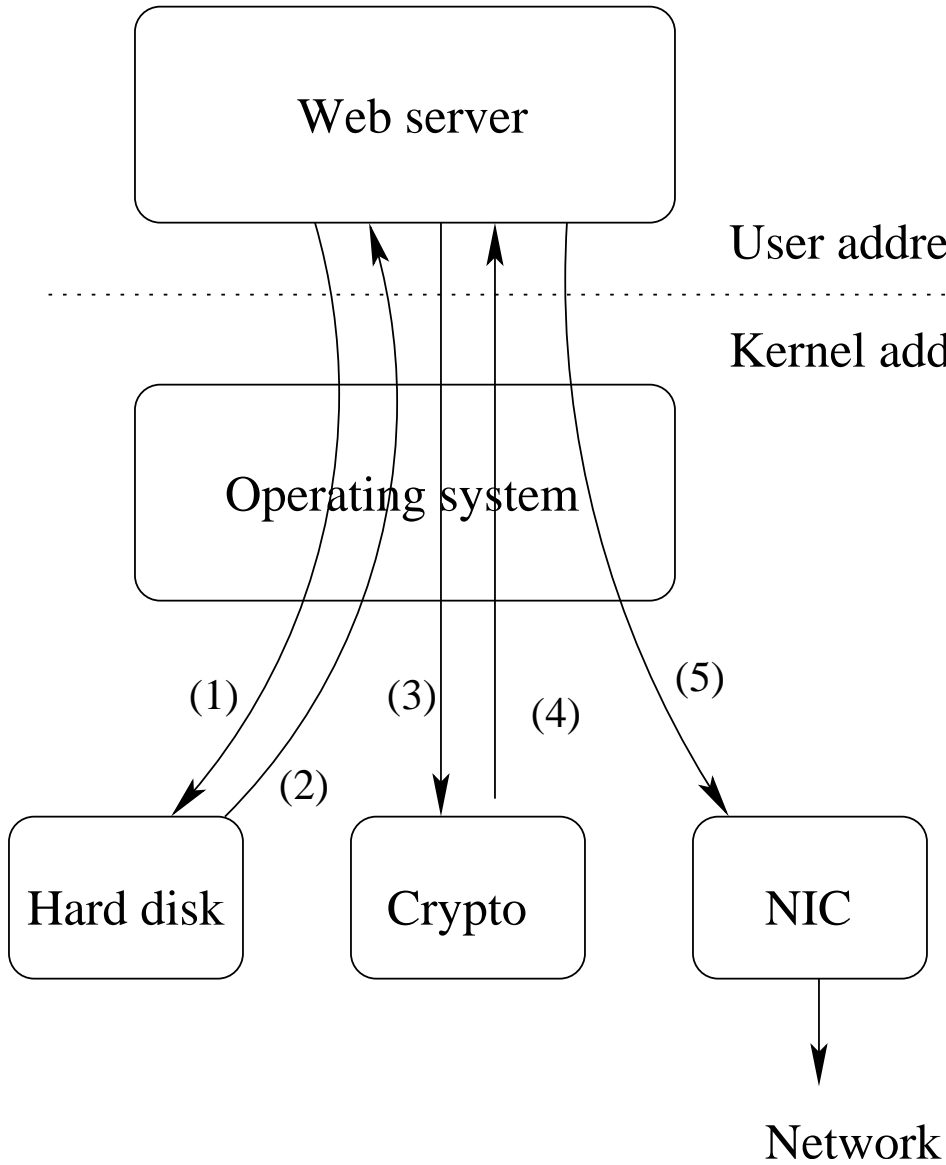 Web server
User addre
Kernel add
Operating system
(1)
(3)
(5)
(4)
(2)
Hard disk
Crypto
NIC
Network